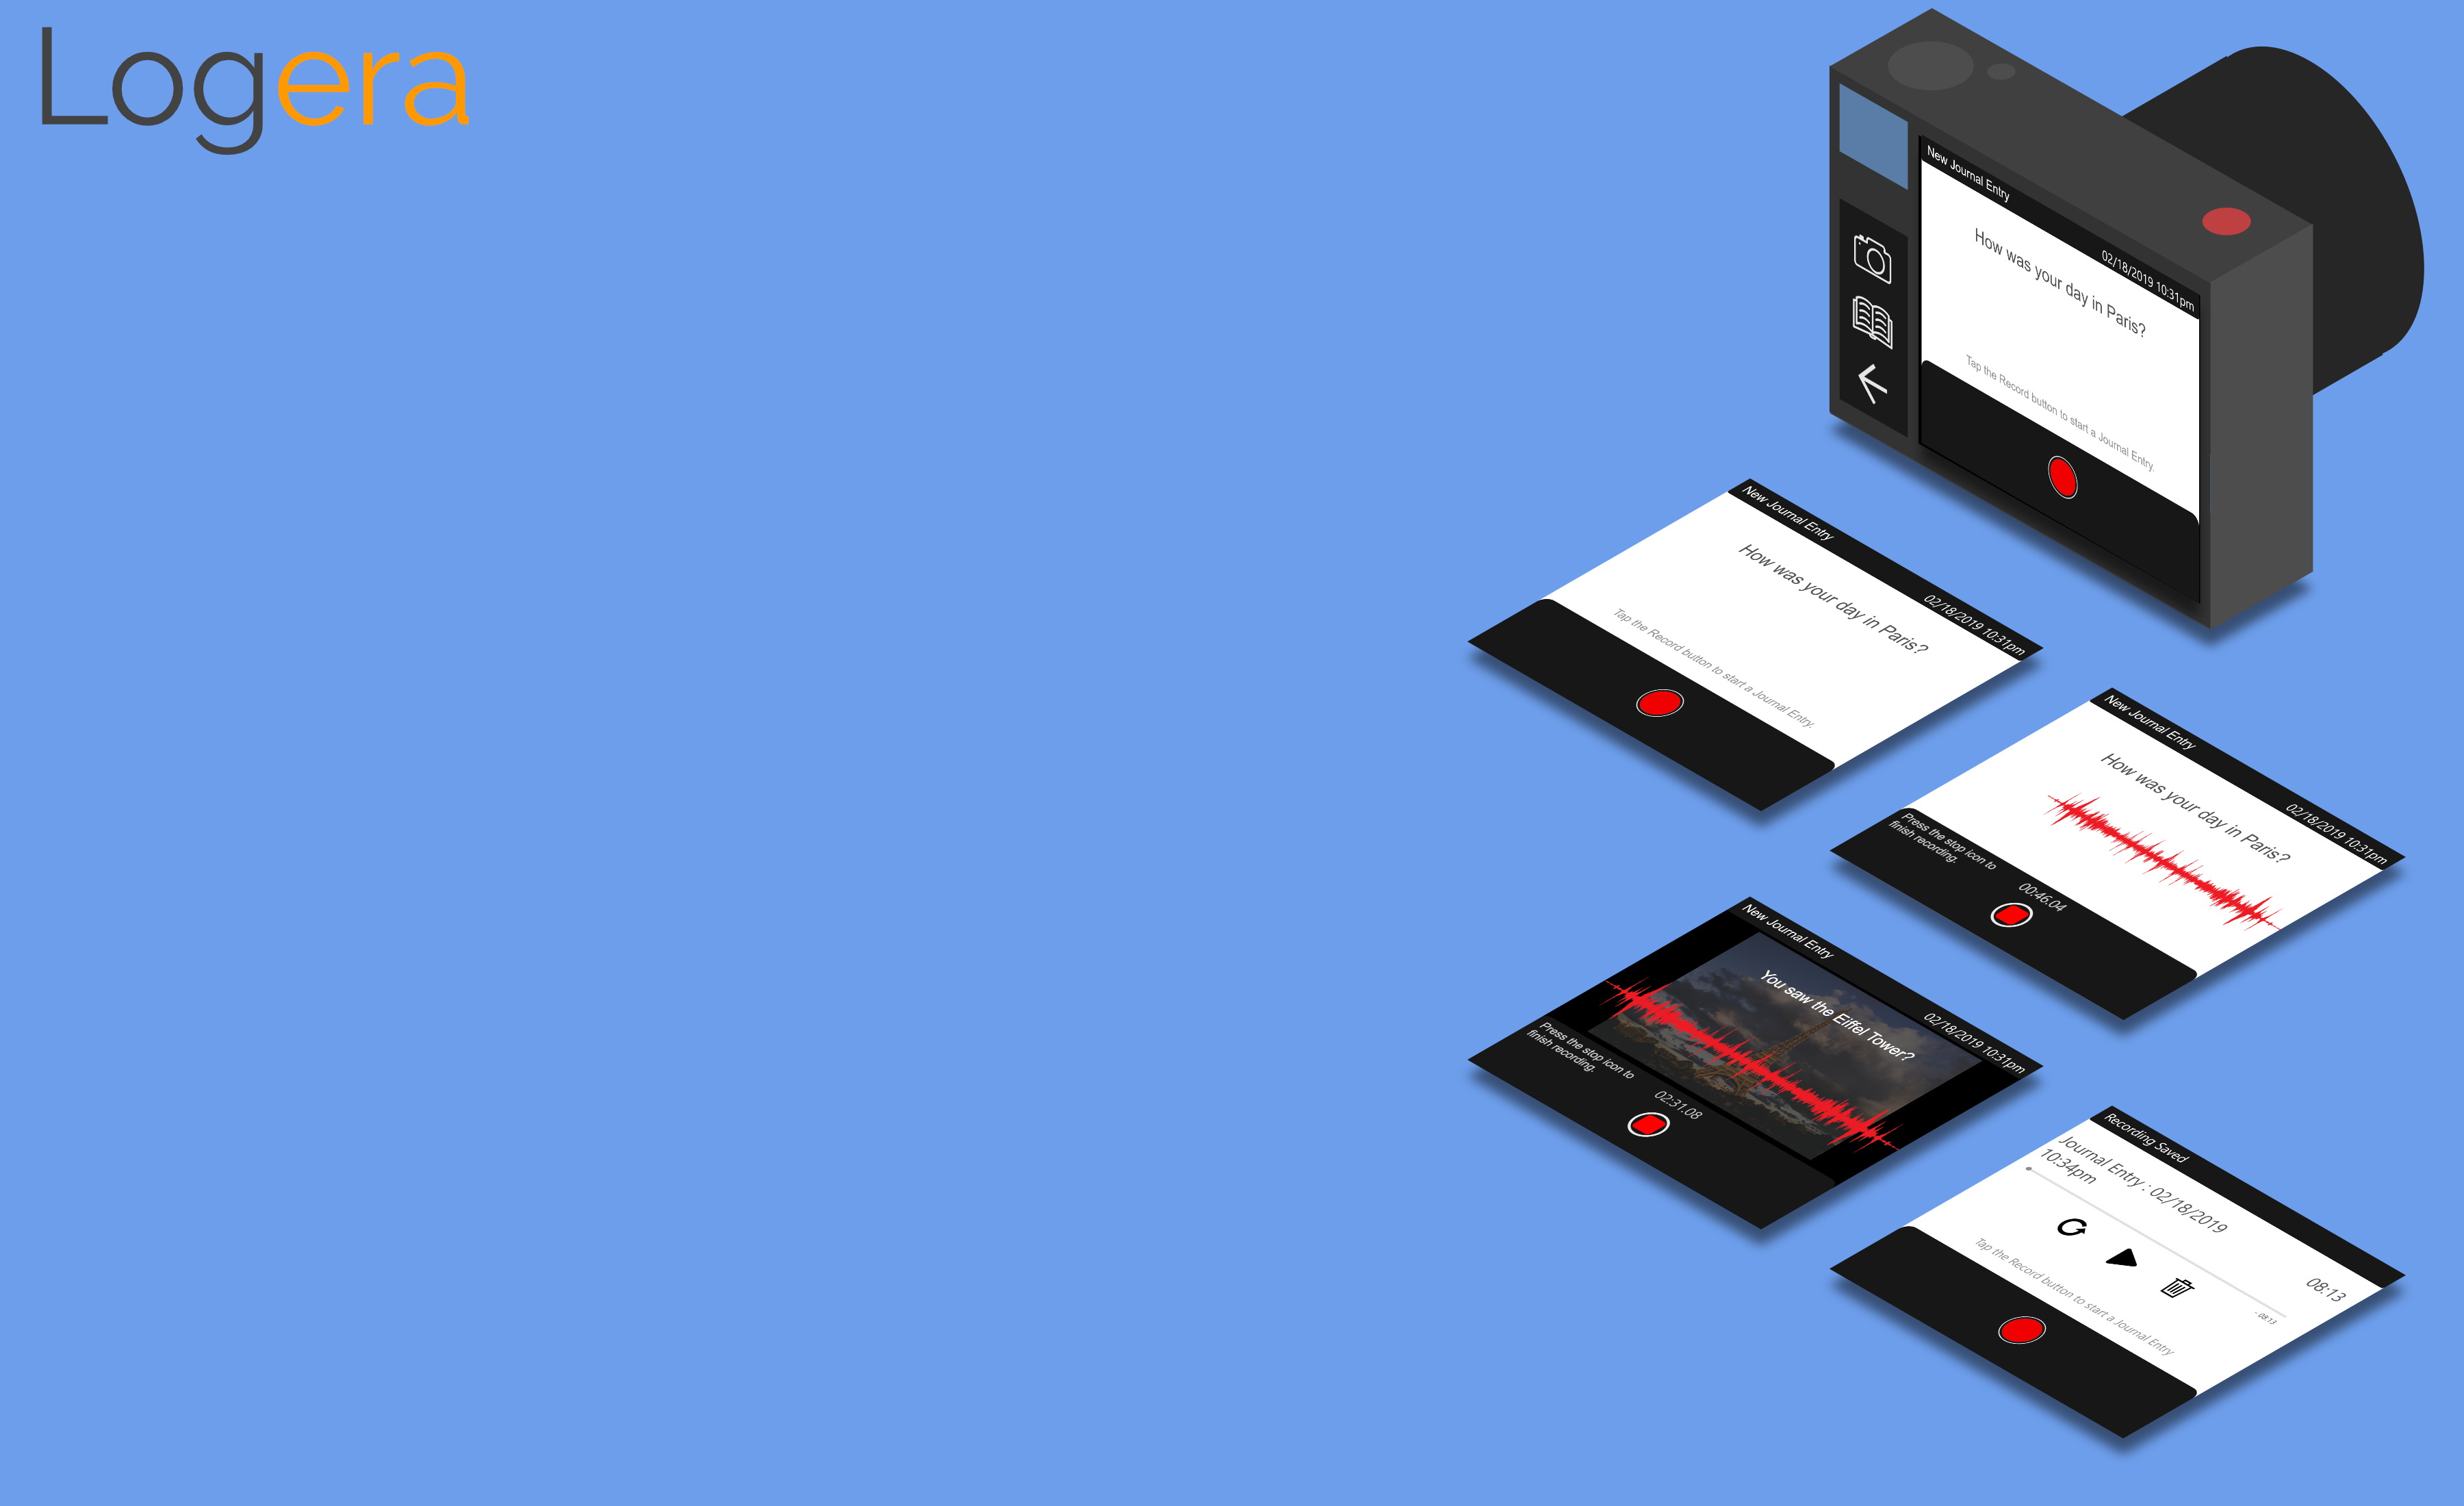 Logera
New Journal Entry
02/18/2019 10:31pm
How was your day in Paris?
Tap the Record button to start a Journal Entry.
New Journal Entry
02/18/2019 10:31pm
How was your day in Paris?
Tap the Record button to start a Journal Entry.
New Journal Entry
02/18/2019 10:31pm
How was your day in Paris?
Press the stop icon to
finish recording.
00:46.04
New Journal Entry
02/18/2019 10:31pm
You saw the Eiffel Tower?
Press the stop icon to
finish recording.
02:31.08
Recording Saved
Journal Entry : 02/18/2019
10:34pm
08:13
- 08:13
Tap the Record button to start a Journal Entry